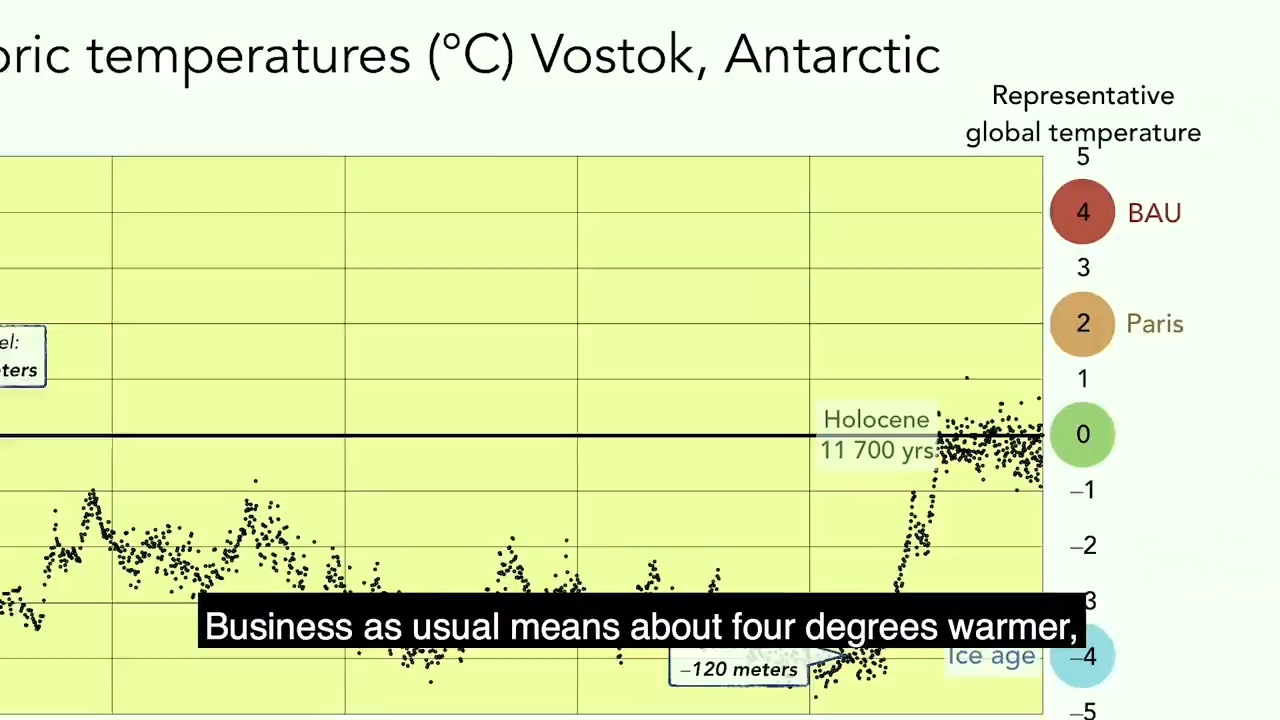 oric temperatures (°C) Vostok, Antarctic
Representative
global temperature
5
4 BAU
3
el:
ters
2 Paris
1
Holocene
11 700 yrs
0
–1
–2
3
Business as usual means about four degrees warmer,
–120 meters
Ice age
–4
–5